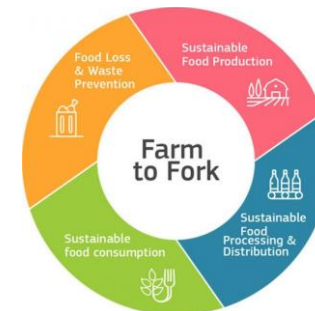 Food Loss
& Waste
Prevention
Sustainable
Food Production
Farm
to Fork
Sustainable
Food
Processing &
Distribution
Sustainable
food consumption